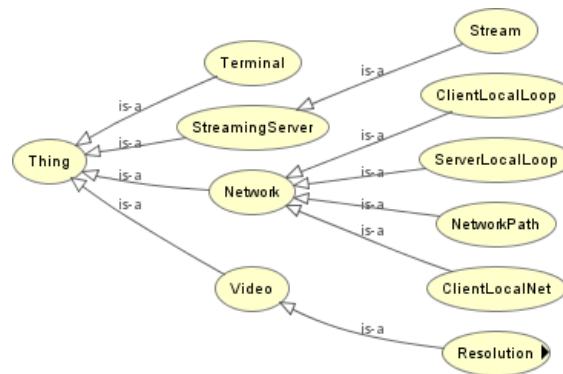 Stream
Terminal
is-a
ClientLocalLoop
is-a
StreamingServer
is-a
is-a
Thing
ServerLocalLoop
is-a
is-a
Network
is-a
NetworkPath
is-a
is-a
Video
ClientLocalNet
is-a
Resolution